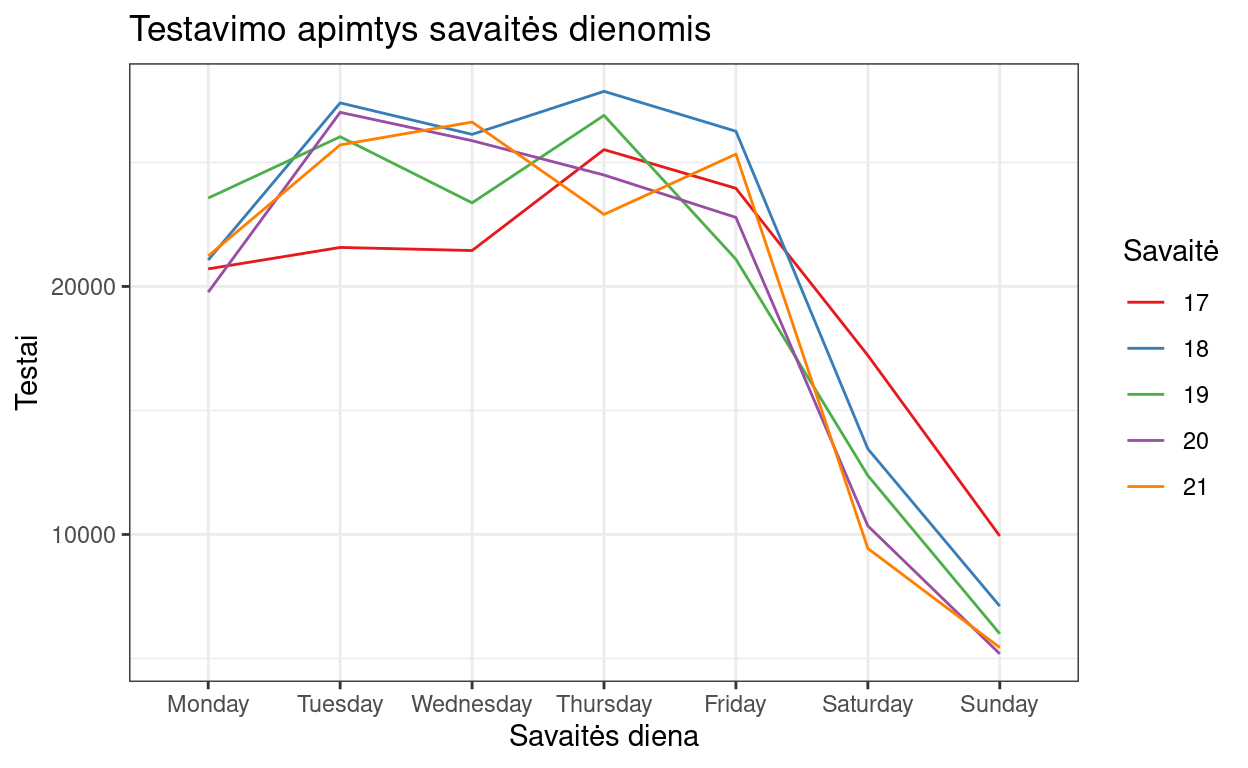 Testavimo apimtys savaitės dienomis
Testai
20000
10000
Monday Tuesday Wednesday Thursday Friday Saturday Sunday
Savaitės diena
Savaitė
17
18
19
20
21